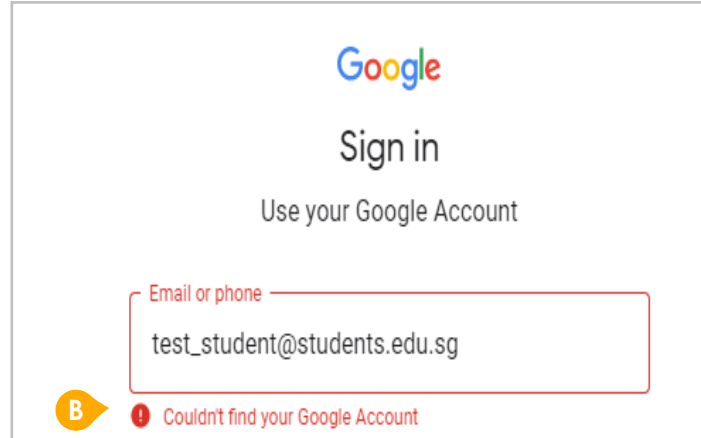 Google
Sign in
Use your Google Account
Email or phone
test_student@students.edu.sg
B
Couldn't find your Google Account